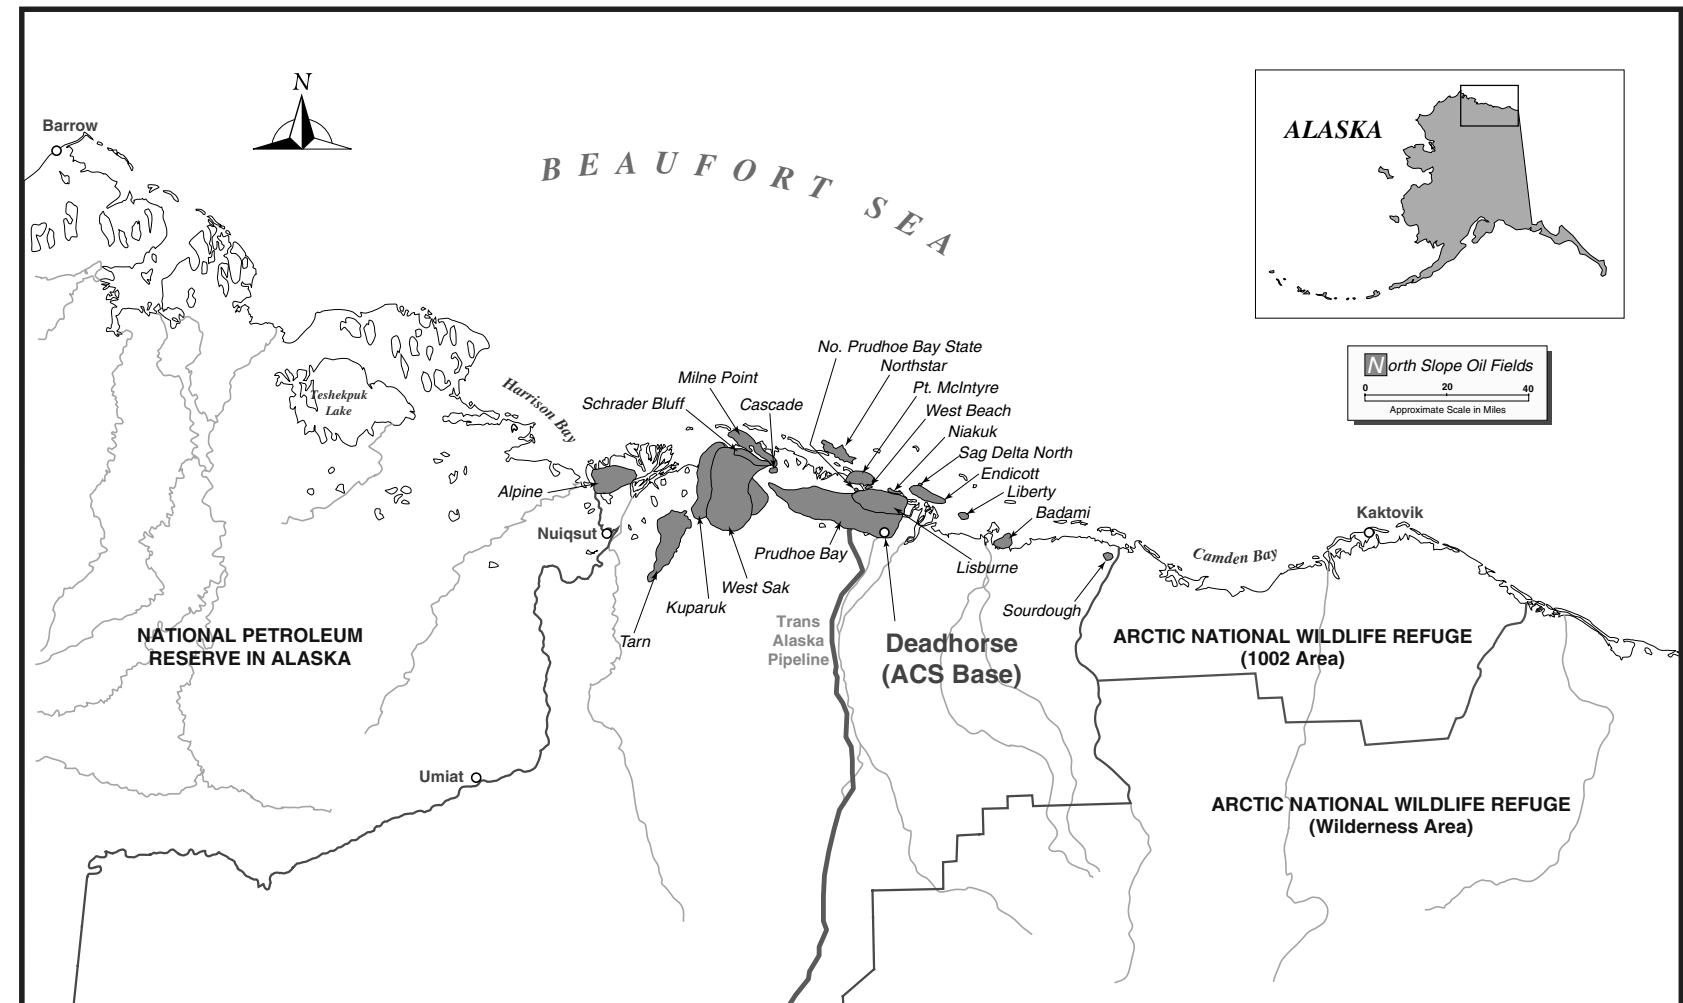 N
Barrow
ALASKA
BEAUFORT SEA
No. Prudhoe Bay State
Northstar
North Slope Oil Fields
0 20 40
Approximate Scale in Miles
Milne Point
Pt. McIntyre
Schrader Bluff
Cascade
West Beach
Teshekpuk
Lake
Harrison Bay
Niakuk
Sag Delta North
Endicott
Alpine
Liberty
Badami
Kaktovik
Nuiqsut
Prudhoe Bay
Camden Bay
Lisburne
West Sak
Kuparuk
Sourdough
Tarn
Trans
Alaska
Pipeline
NATIONAL PETROLEUM
RESERVE IN ALASKA
Deadhorse
(ACS Base)
ARCTIC NATIONAL WILDLIFE REFUGE
(1002 Area)
Umiat
ARCTIC NATIONAL WILDLIFE REFUGE
(Wilderness Area)